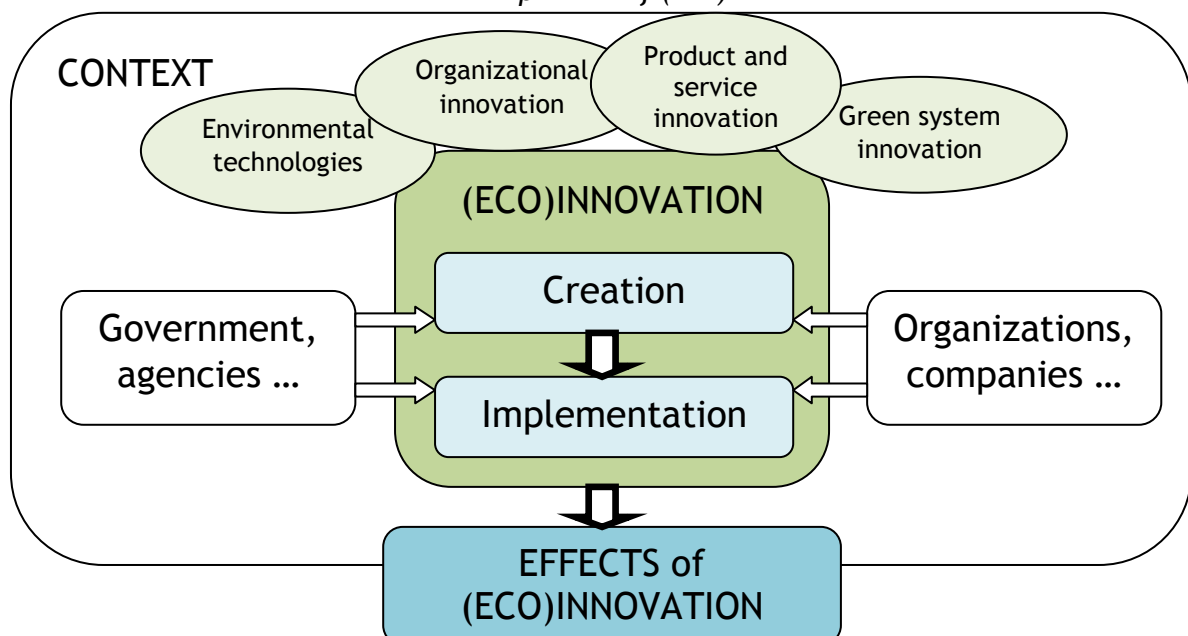 CONTEXT
Organizational
innovation
Product and
service
innovation
Environmental
technologies
Green system
innovation
(ECO)INNOVATION
Creation
Government,
agencies …
Organizations,
companies …
Implementation
EFFECTS of
(ECO)INNOVATION